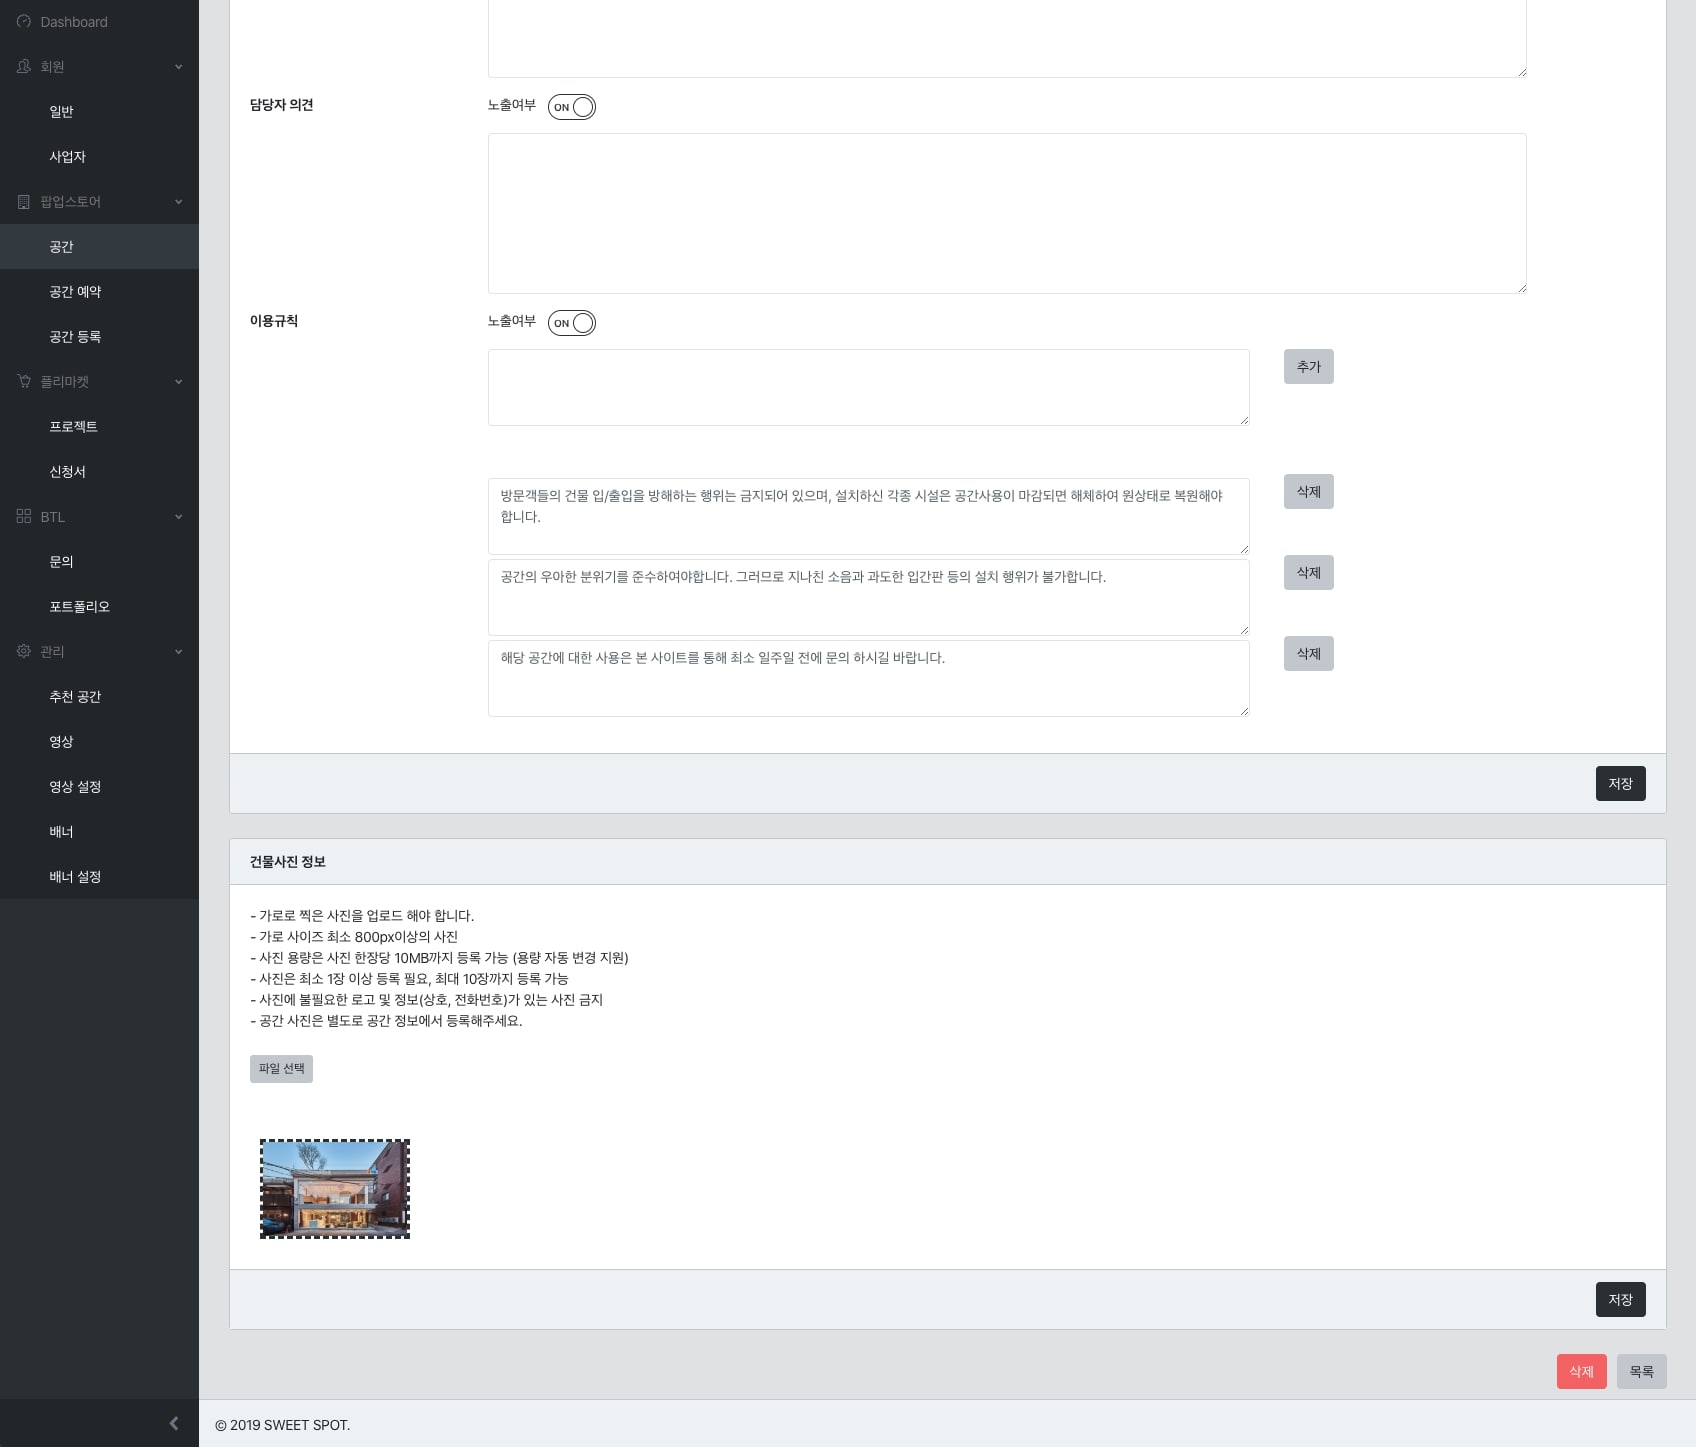 Dashboard
회원
일반
사업자
팝업스토어
공간
공간 예약
공간 등록
플리마켓
프로젝트
신청서
BTL
문의
포트폴리오
관리
추천 공간
영상
영상 설정
배너
배너 설정
담당자 의견
노출여부 ON
이용규칙
노출여부 ON
추가
방문객들의 건물 입/출입을 방해하는 행위는 금지되어 있으며, 설치하신 각종 시설은 공간사용이 마감되면 해체하여 원상태로 복원해야
합니다.
삭제
공간의 우아한 분위기를 준수하여야합니다. 그러므로 지나친 소음과 과도한 입간판 등의 설치 행위가 불가합니다.
삭제
해당 공간에 대한 사용은 본 사이트를 통해 최소 일주일 전에 문의 하시길 바랍니다.
삭제
저장
건물사진 정보
- 가로로 찍은 사진을 업로드 해야 합니다.
- 가로 사이즈 최소 800px이상의 사진
- 사진 용량은 사진 한장당 10MB까지 등록 가능 (용량 자동 변경 지원)
- 사진은 최소 1장 이상 등록 필요, 최대 10장까지 등록 가능
- 사진에 불필요한 로고 및 정보(상호, 전화번호)가 있는 사진 금지
- 공간 사진은 별도로 공간 정보에서 등록해주세요.
파일 선택
저장
삭제 목록
© 2019 SWEET SPOT.